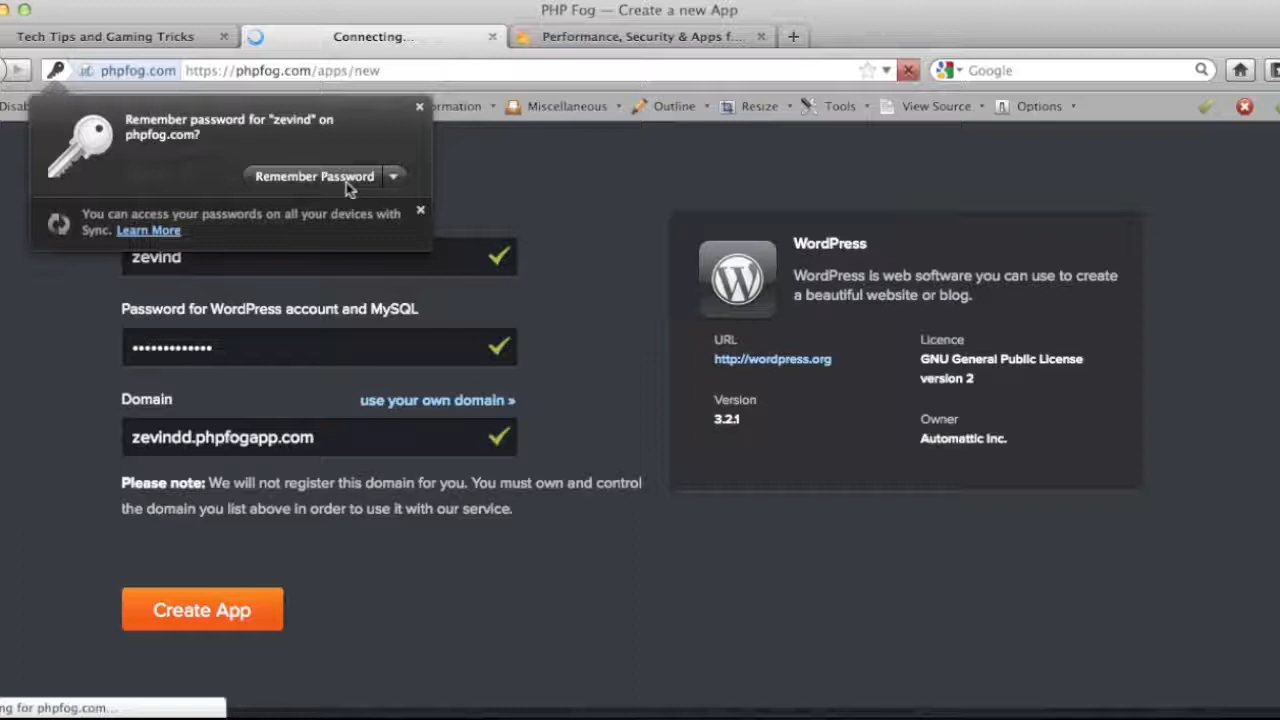 PHP Fog — Create a new App
Tech Tips and Gaming Tricks
Connecting...
Performance, Security & Apps f...
phpfog.com
https://phpfog.com/apps/new
Google
Disab
Miscellaneous
Outline
Resize
Tools
View Source
Options
Remember password for "zevind" on
phpfog.com?
Remember Password
You can access your passwords on all your devices with
Sync. Learn More
zevind
Password for WordPress account and MySQL
Domain
use your own domain »
zevindd.phpfogapp.com
Please note: We will not register this domain for you. You must own and control
the domain you list above in order to use it with our service.
Create App
WordPress
WordPress is web software you can use to create
a beautiful website or blog.
URL
http://wordpress.org
Licence
GNU General Public License
version 2
Version
3.2.1
Owner
Automattic Inc.
ng for phpfog.com...